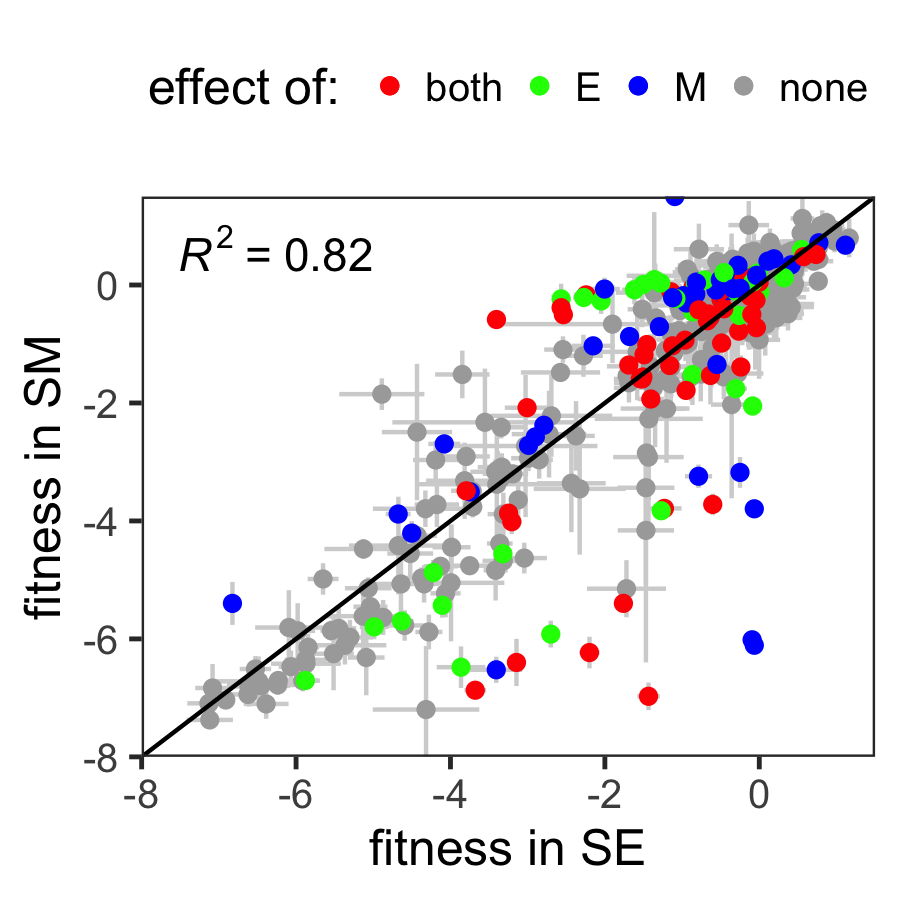 effect of: both E M none
R² = 0.82
fitness in SM
0
-2
-4
-6
-8
-8 -6 -4 -2 0
fitness in SE